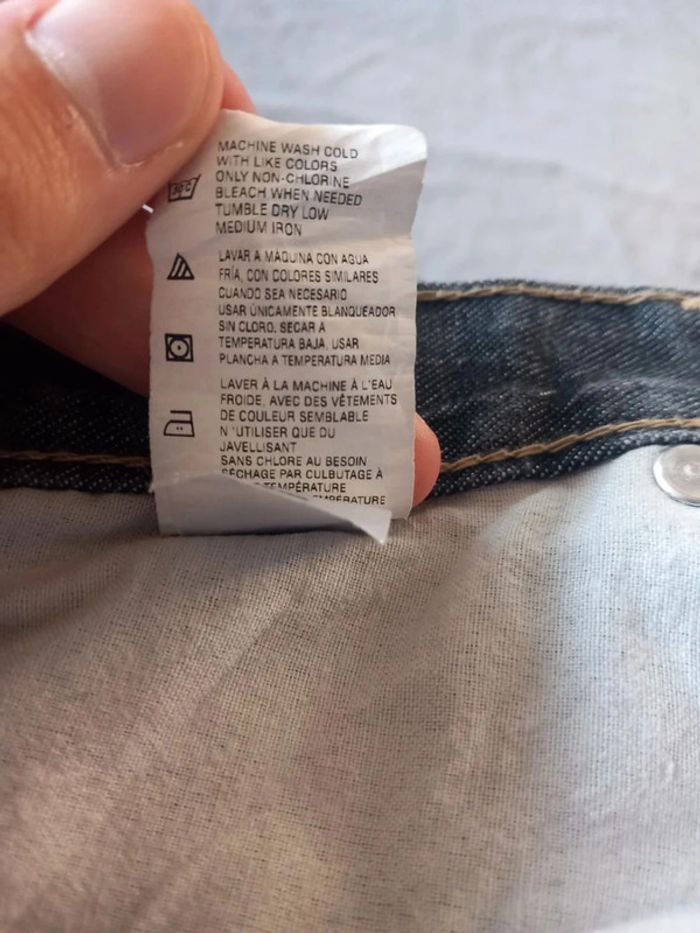 MACHINE WASH COLD
WITH LIKE COLORS
ONLY NON-CHLORINE
BLEACH WHEN NEEDED
TUMBLE DRY LOW
MEDIUM IRON
30C
LAVAR A MÁQUINA CON AGUA
FRÍA, CON COLORES SIMILARES
CUANDO SEA NECESARIO
USAR ÚNICAMENTE BLANQUEADOR
SIN CLORO, SECAR A
TEMPERATURA BAJA, USAR
PLANCHA A TEMPERATURA MEDIA
LAVER À LA MACHINE À L'EAU
FROIDE, AVEC DES VÊTEMENTS
DE COULEUR SEMBLABLE
N 'UTILISER QUE DU
JAVELLISANT
SANS CHLORE AU BESOIN
SÉCHAGE PAR CULBUTAGE À
TEMPÉRATURE
TEMPÉRATURE